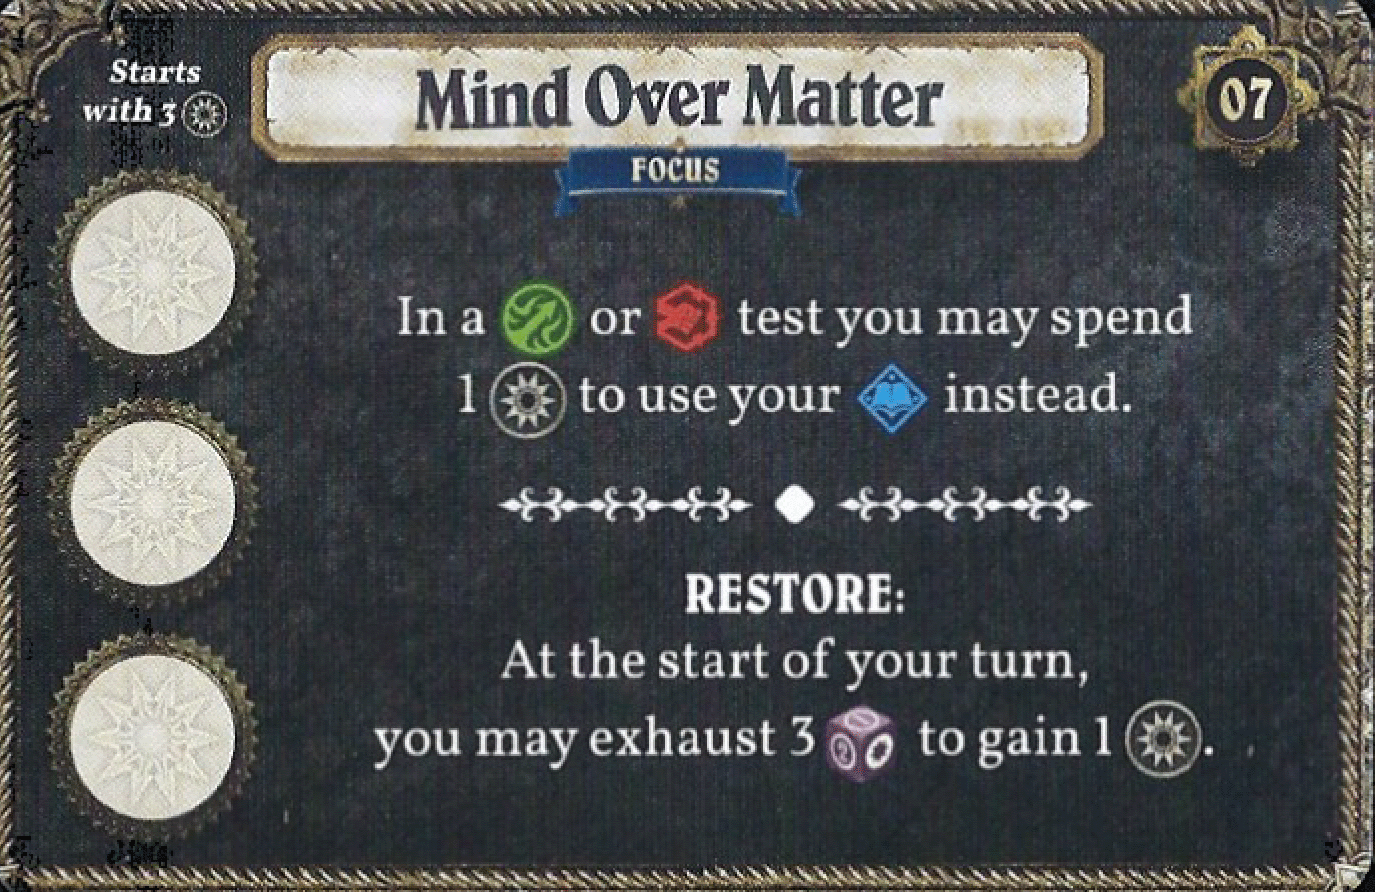 Starts
with 3
Mind Over Matter
07
FOCUS
In a or test you may spend
1 to use your instead.
RESTORE:
At the start of your turn,
you may exhaust 3 to gain 1 .